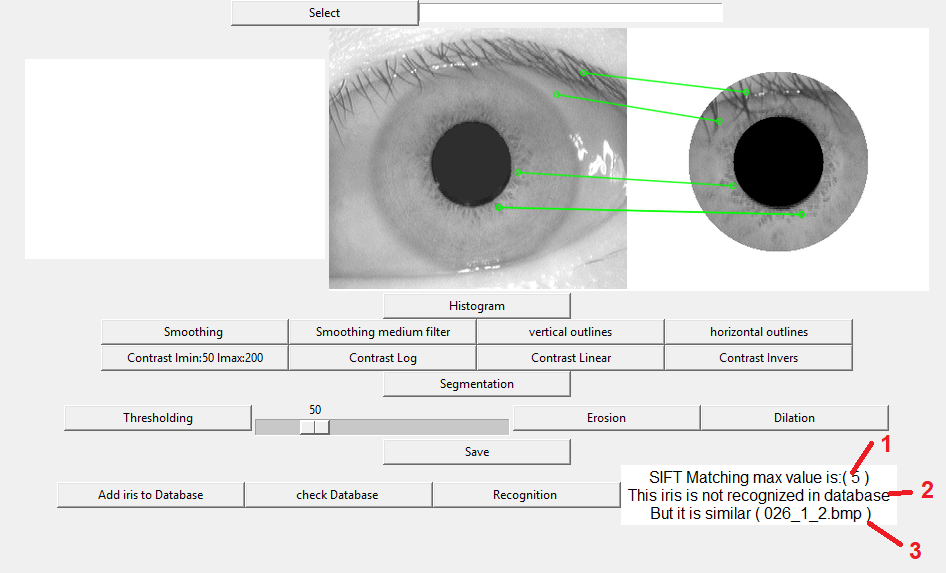 Select
Histogram
Smoothing
Smoothing medium filter
vertical outlines
horizontal outlines
Contrast Imin:50 Imax:200
Contrast Log
Contrast Linear
Contrast Invers
Segmentation
Thresholding
50
Erosion
Dilation
Save
Add iris to Database
check Database
Recognition
SIFT Matching max value is:( 5 )
This iris is not recognized in database
But it is similar ( 026_1_2.bmp )
1
2
3